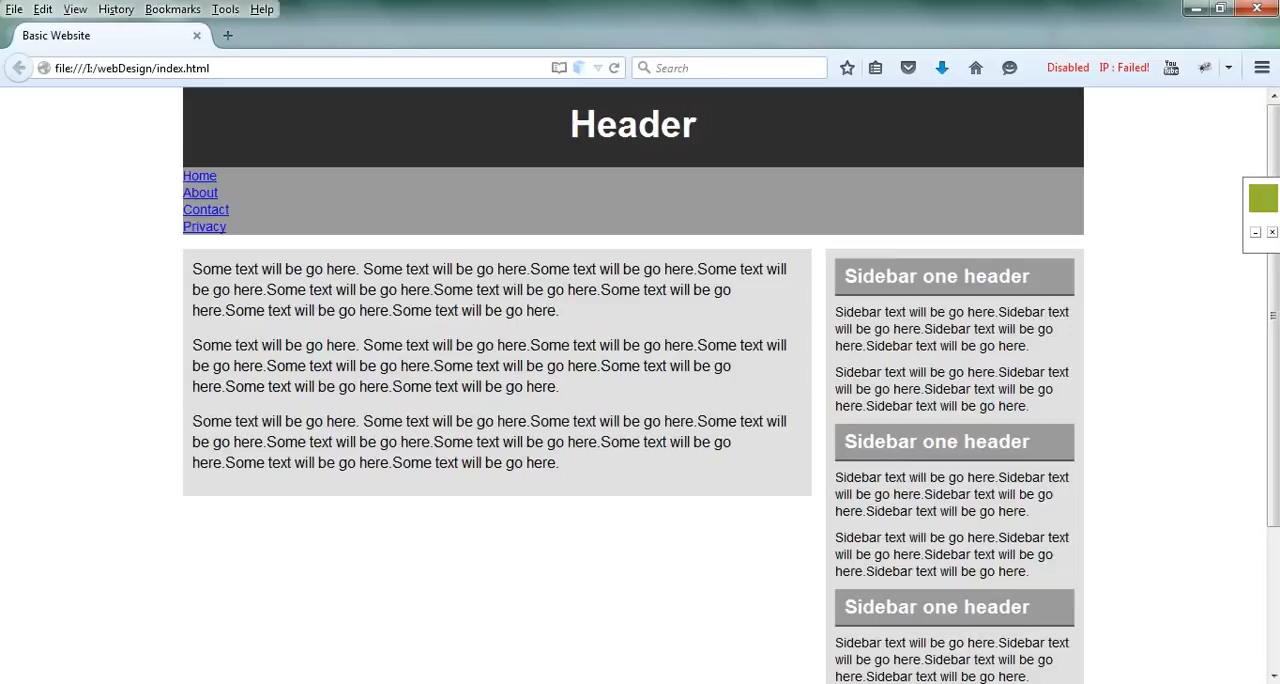 File Edit View History Bookmarks Tools Help
Basic Website
file:///I:/webDesign/index.html
Search
Disabled IP : Failed!
You Tube
Header
Home
About
Contact
Privacy
Some text will be go here. Some text will be go here.Some text will be go here.Some text will
be go here.Some text will be go here.Some text will be go here.Some text will be go
here.Some text will be go here.Some text will be go here.
Some text will be go here. Some text will be go here.Some text will be go here.Some text will
be go here.Some text will be go here.Some text will be go here.Some text will be go
here.Some text will be go here.Some text will be go here.
Some text will be go here. Some text will be go here.Some text will be go here.Some text will
be go here.Some text will be go here.Some text will be go here.Some text will be go
here.Some text will be go here.Some text will be go here.
Sidebar one header
Sidebar text will be go here.Sidebar text
will be go here.Sidebar text will be go
here.Sidebar text will be go here.
Sidebar text will be go here.Sidebar text
will be go here.Sidebar text will be go
here.Sidebar text will be go here.
Sidebar one header
Sidebar text will be go here.Sidebar text
will be go here.Sidebar text will be go
here.Sidebar text will be go here.
Sidebar text will be go here.Sidebar text
will be go here.Sidebar text will be go
here.Sidebar text will be go here.
Sidebar one header
Sidebar text will be go here.Sidebar text
will be go here.Sidebar text will be go
here.Sidebar text will be go here.